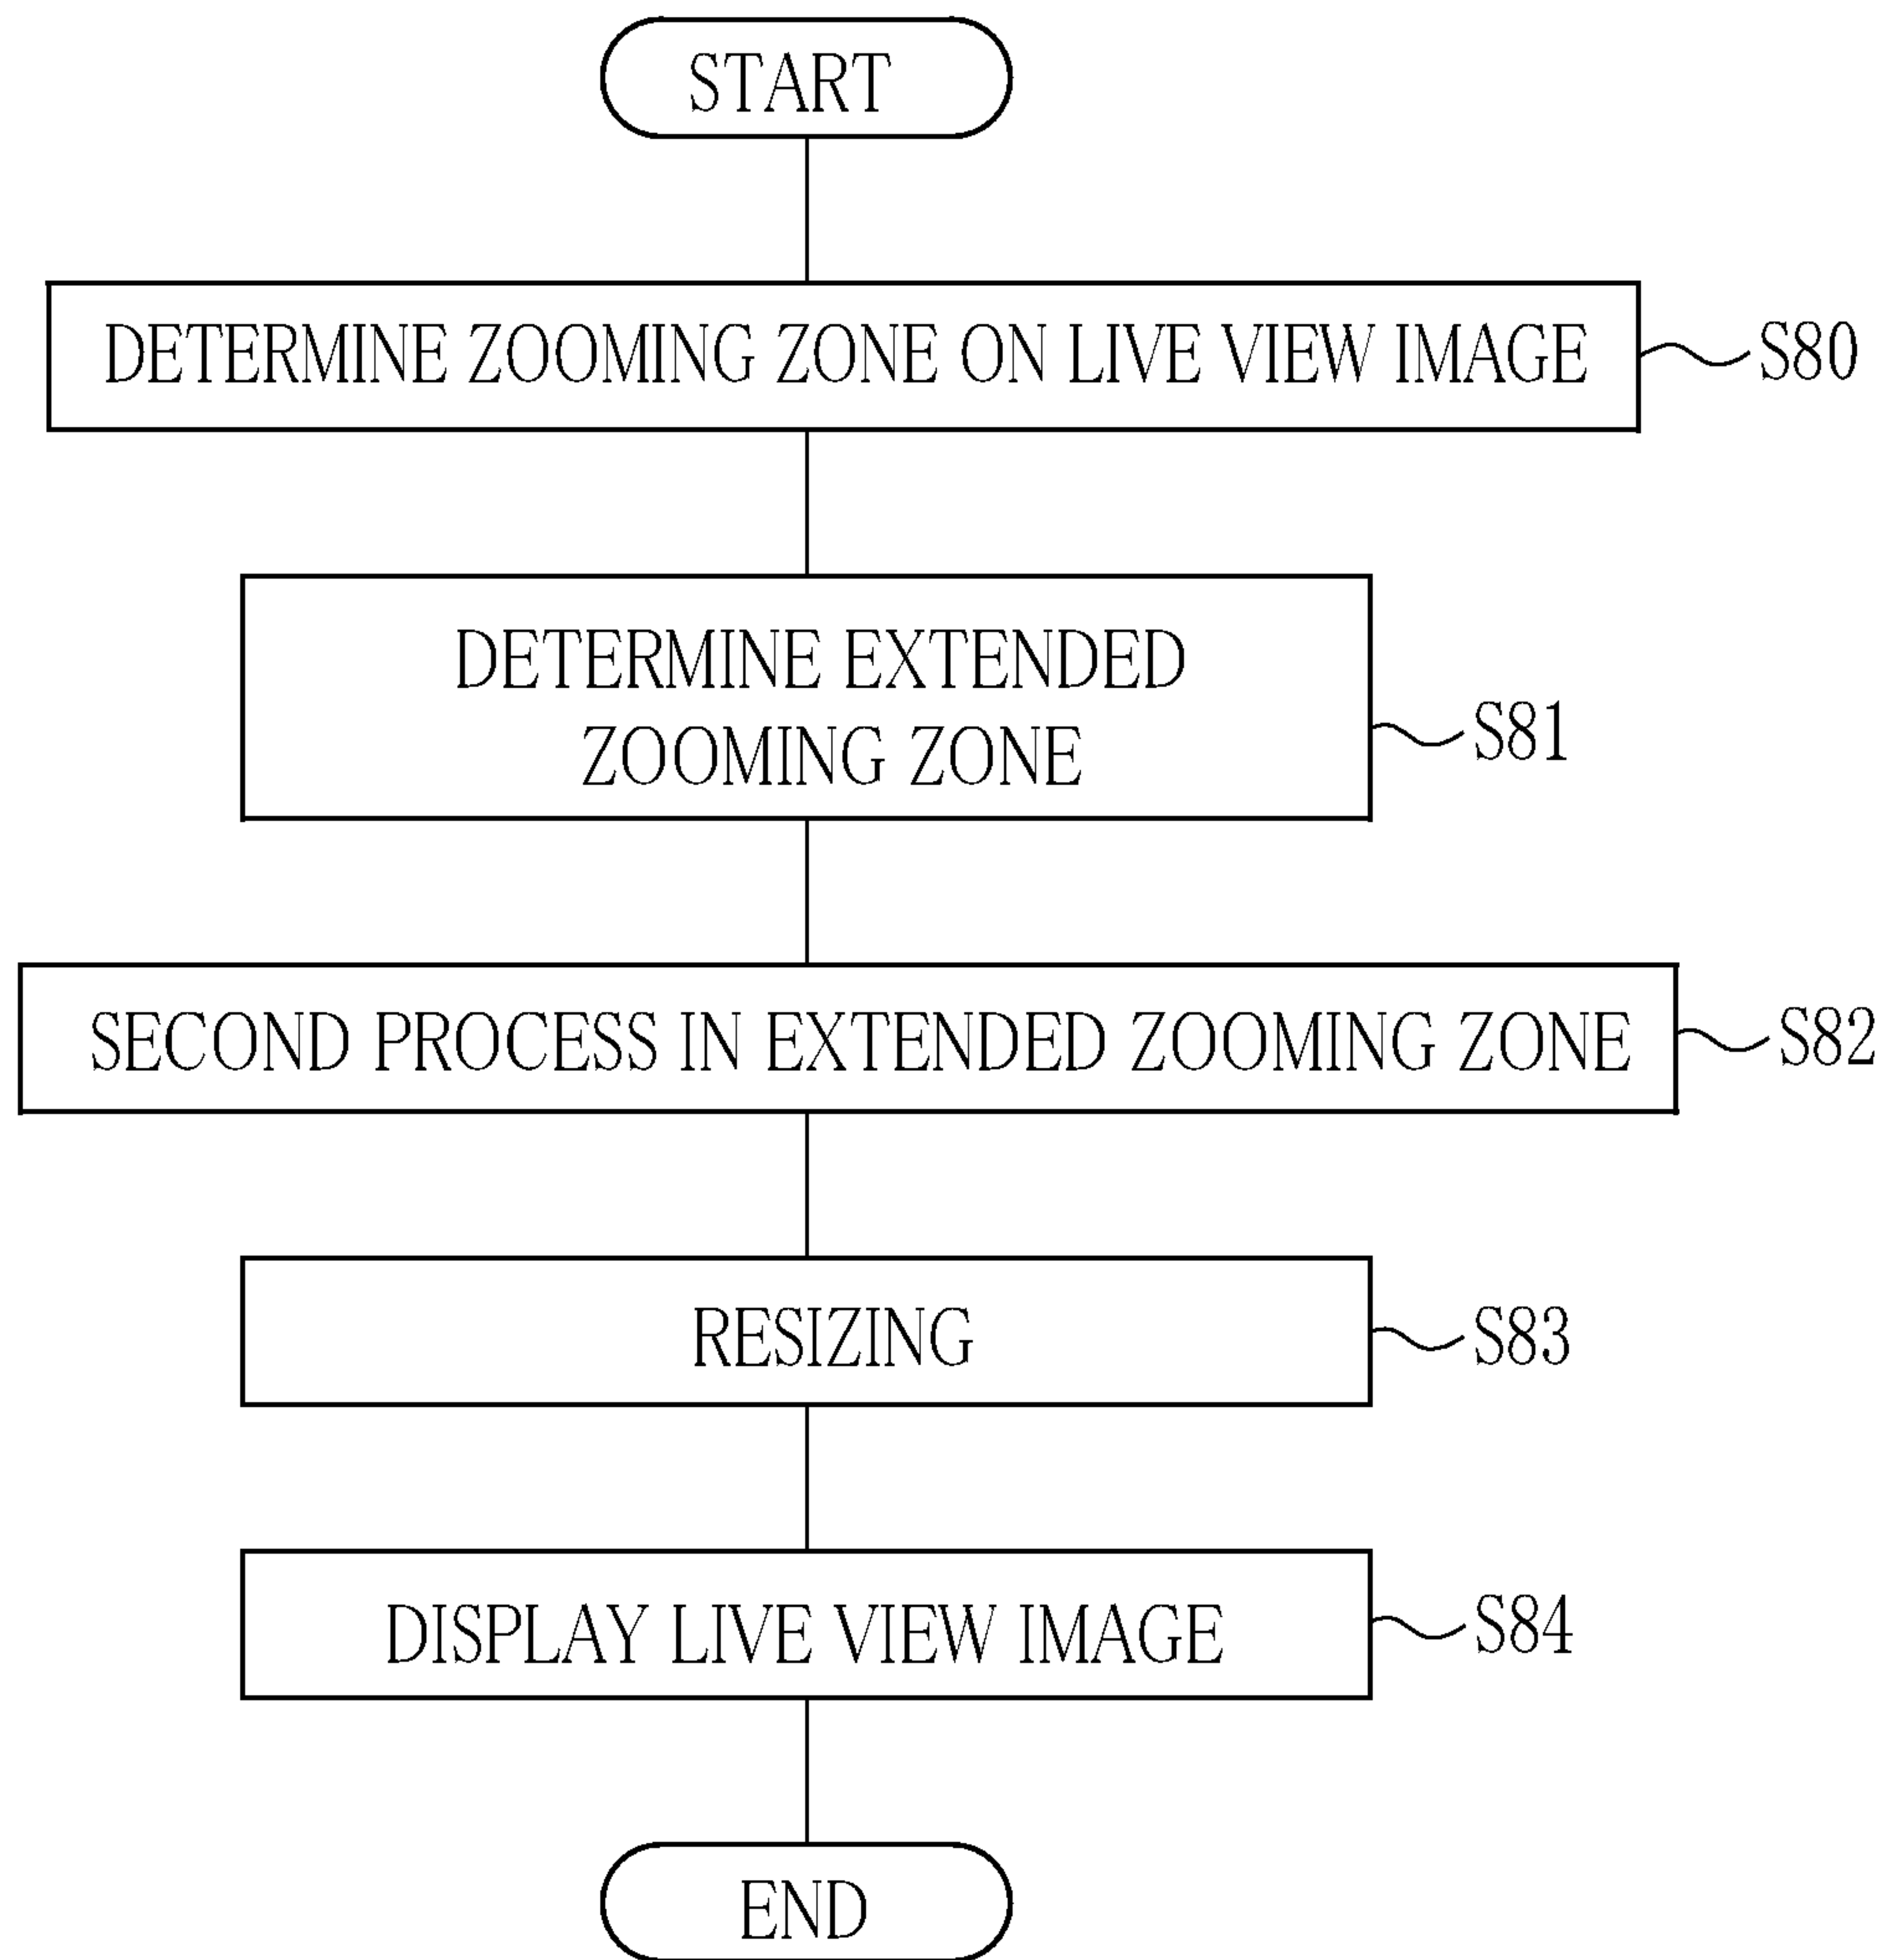 START
DETERMINE ZOOMING ZONE ON LIVE VIEW IMAGE
S80
DETERMINE EXTENDED
ZOOMING ZONE
S81
SECOND PROCESS IN EXTENDED ZOOMING ZONE
S82
RESIZING
S83
DISPLAY LIVE VIEW IMAGE
S84
END